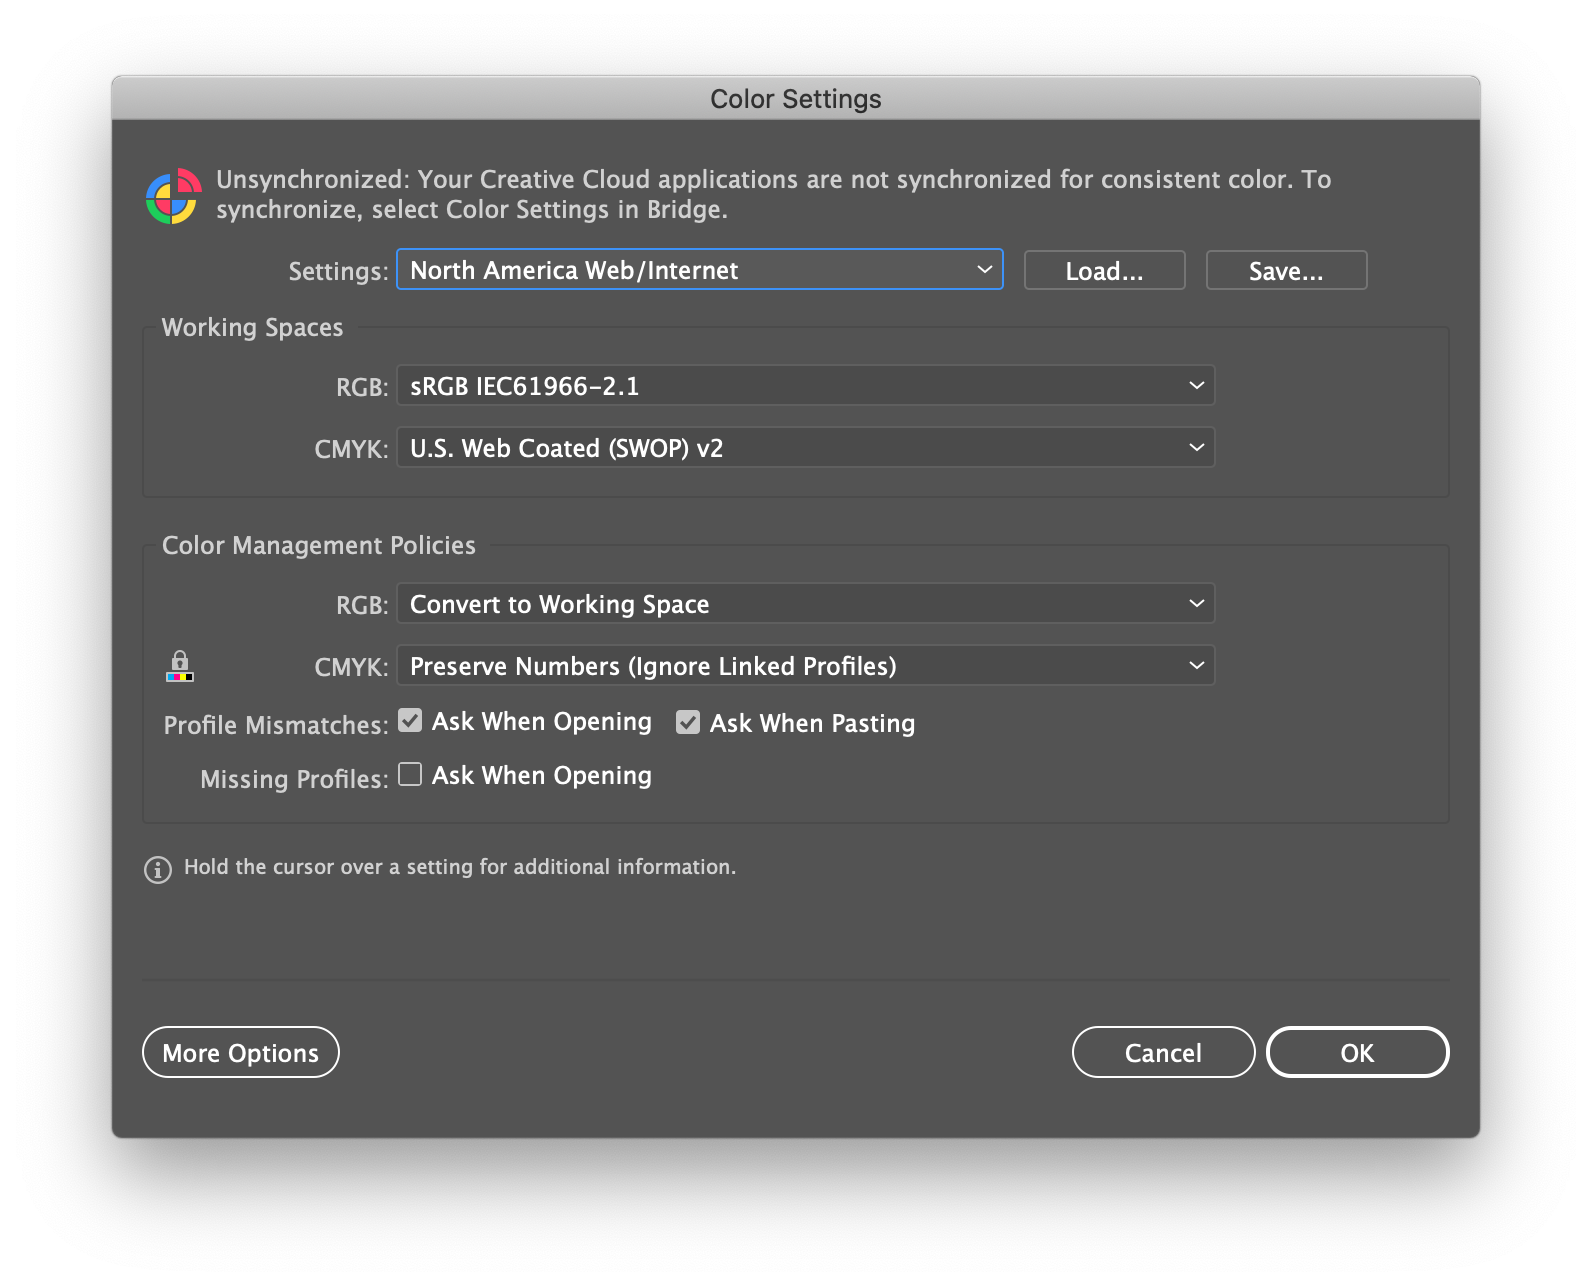 Color Settings
Unsynchronized: Your Creative Cloud applications are not synchronized for consistent color. To
synchronize, select Color Settings in Bridge.
Settings: North America Web/Internet Load... Save...
Working Spaces
RGB: sRGB IEC61966-2.1
CMYK: U.S. Web Coated (SWOP) v2
Color Management Policies
RGB: Convert to Working Space
CMYK: Preserve Numbers (Ignore Linked Profiles)
Profile Mismatches: Ask When Opening Ask When Pasting
Missing Profiles: Ask When Opening
Hold the cursor over a setting for additional information.
More Options Cancel OK